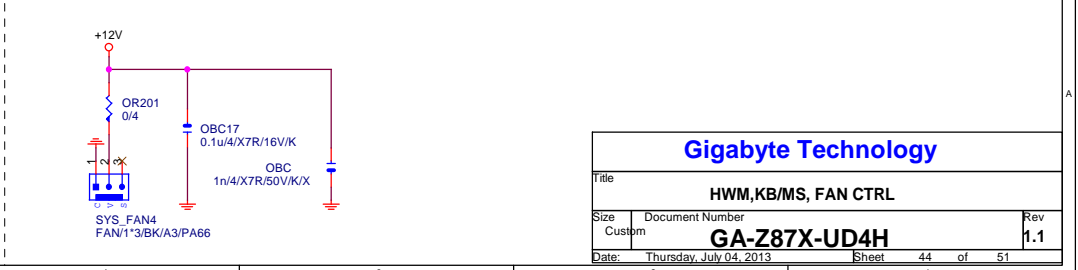 +12V
OR201
0/4
OBC17
0.1u/4/X7R/16V/K
OBC
1n/4/X7R/50V/K/X
1
2
3
C
V
S
SYS_FAN4
FAN/1*3/BK/A3/PA66
A
Gigabyte Technology
Title
HWM,KB/MS, FAN CTRL
Size Document Number Rev
Custom GA-Z87X-UD4H 1.1
Date: Thursday, July 04, 2013 Sheet 44 of 51